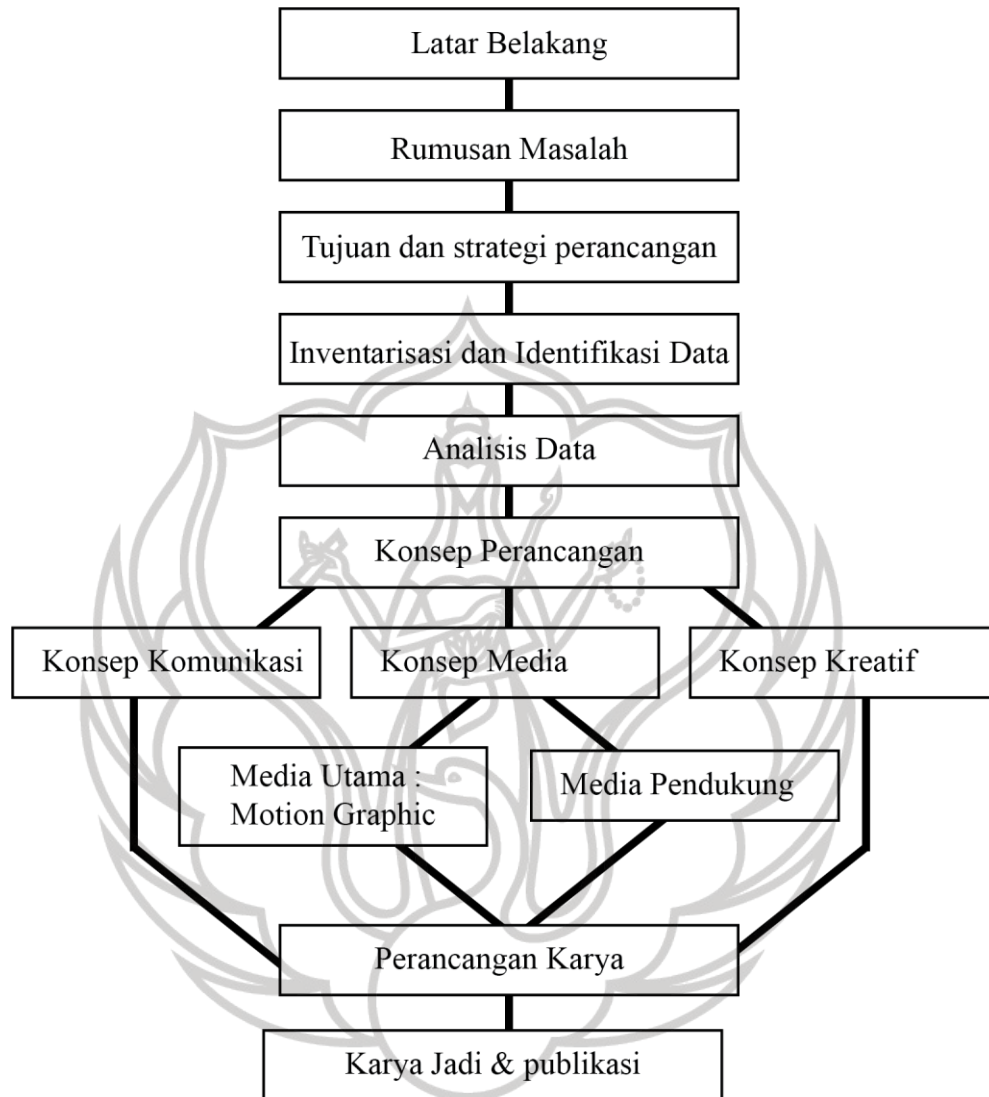 Latar Belakang
Rumusan Masalah
Tujuan dan strategi perancangan
Inventarisasi dan Identifikasi Data
Analisis Data
Konsep Perancangan
Konsep Komunikasi
Konsep Media
Konsep Kreatif
Media Utama :
Motion Graphic
Media Pendukung
Perancangan Karya
Karya Jadi & publikasi